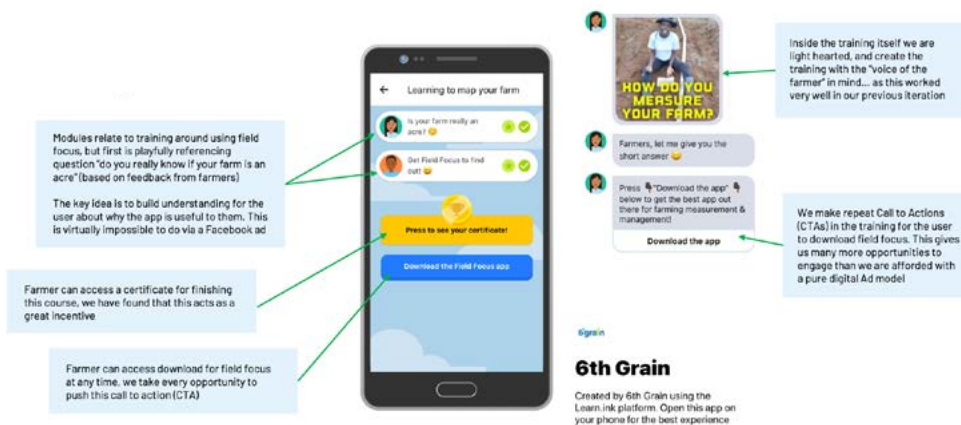 Modules relate to training around using field
focus, but first is playfully referencing
question "do you really know if your farm is an
acre" (based on feedback from farmers)
The key idea is to build understanding for the
user about why the app is useful to them. This
is virtually impossible to do via a Facebook ad
Farmer can access a certificate for finishing
this course, we have found that this acts as a
great incentive
Farmer can access download for field focus
at any time, we take every opportunity to
push this call to action (CTA)
Learning to map your farm
Is your farm really an
acre? 😏
Get Field Focus to find
out! 😄
Press to see your certificate!
Download the Field Focus app
HOW DO YOU
MEASURE
YOUR FARM?
Farmers, let me give you the
short answer 😄
Press 👇"Download the app" 👇
below to get the best app out
there for farming measurement &
management!
Download the app
Inside the training itself we are
light hearted, and create the
training with the "voice of the
farmer" in mind... as this worked
very well in our previous iteration
We make repeat Call to Actions
(CTAs) in the training for the user
to download field focus. This gives
us many more opportunities to
engage than we are afforded with
a pure digital Ad model
6grain
6th Grain
Created by 6th Grain using the
Learn.ink platform. Open this app on
your phone for the best experience